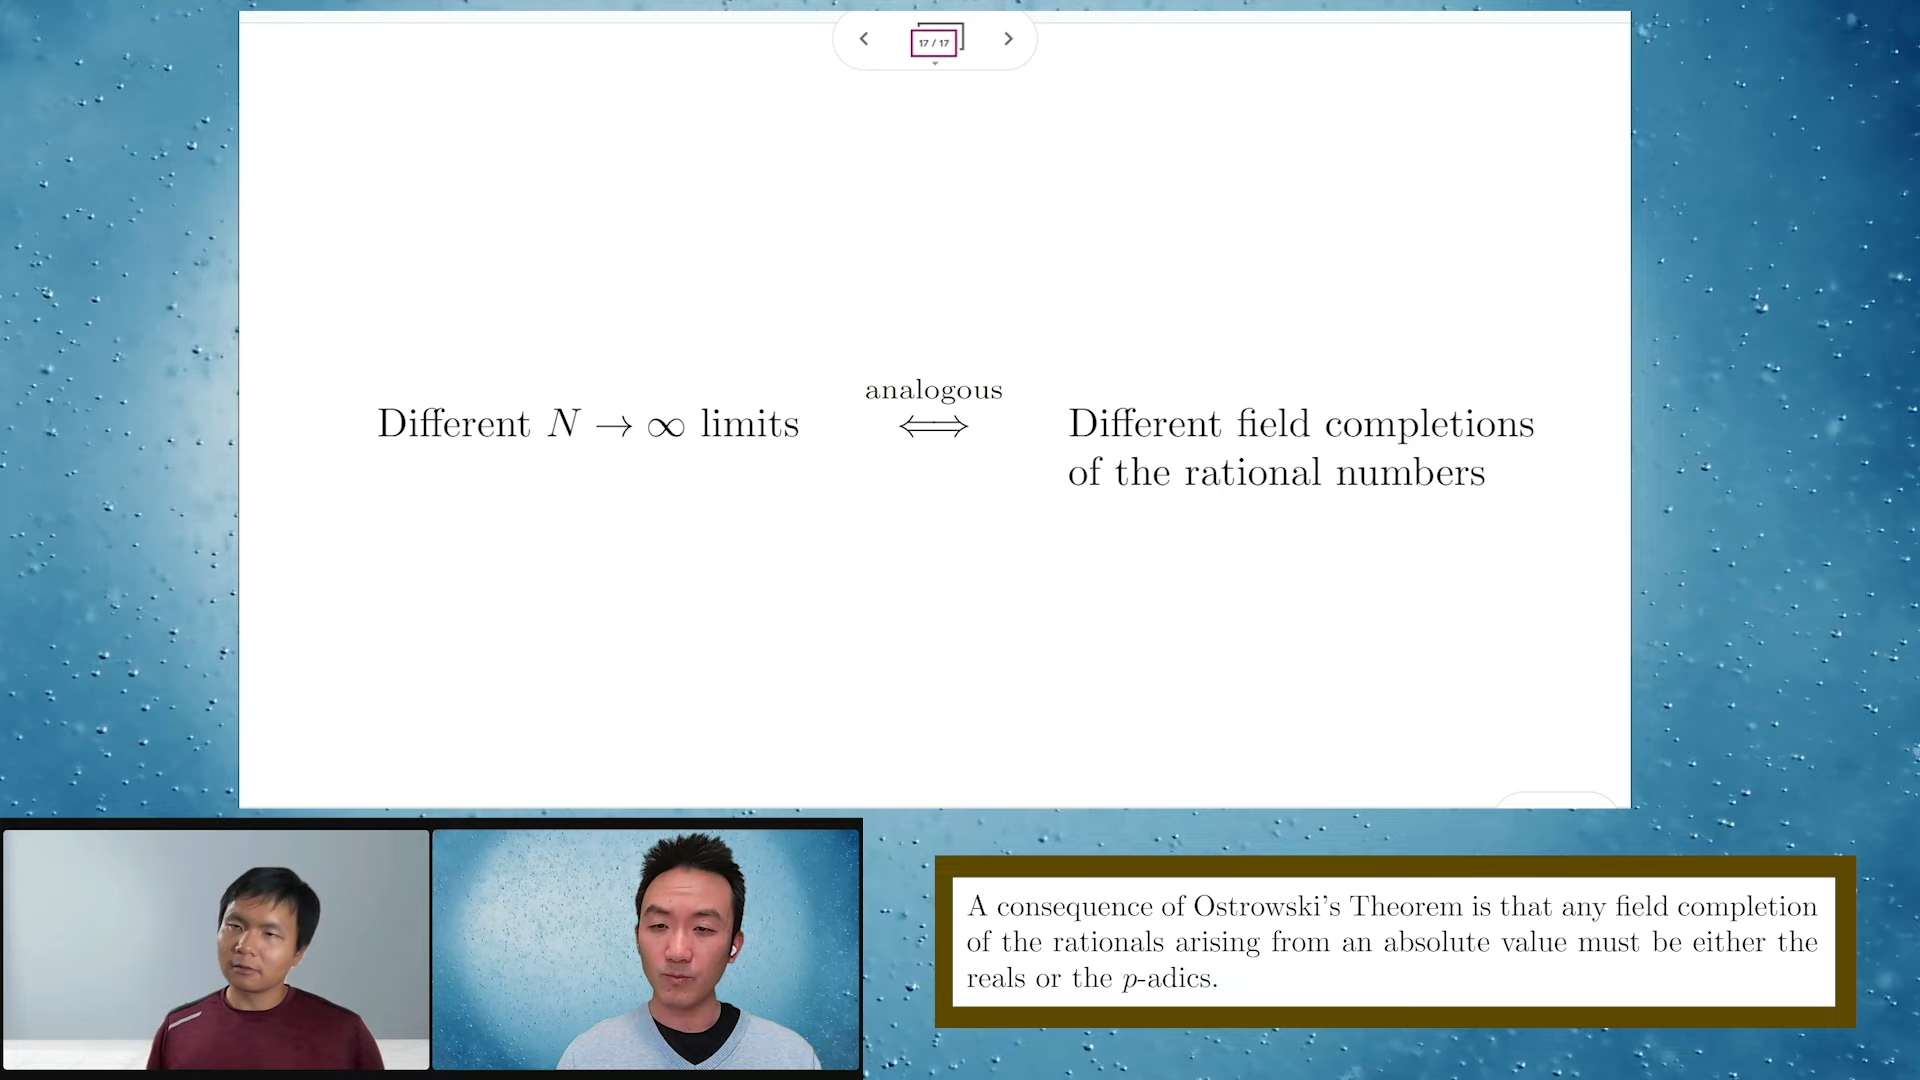 17 / 17
analogous
Different N → ∞ limits ⟺ Different field completions
of the rational numbers
A consequence of Ostrowski's Theorem is that any field completion
of the rationals arising from an absolute value must be either the
reals or the p-adics.